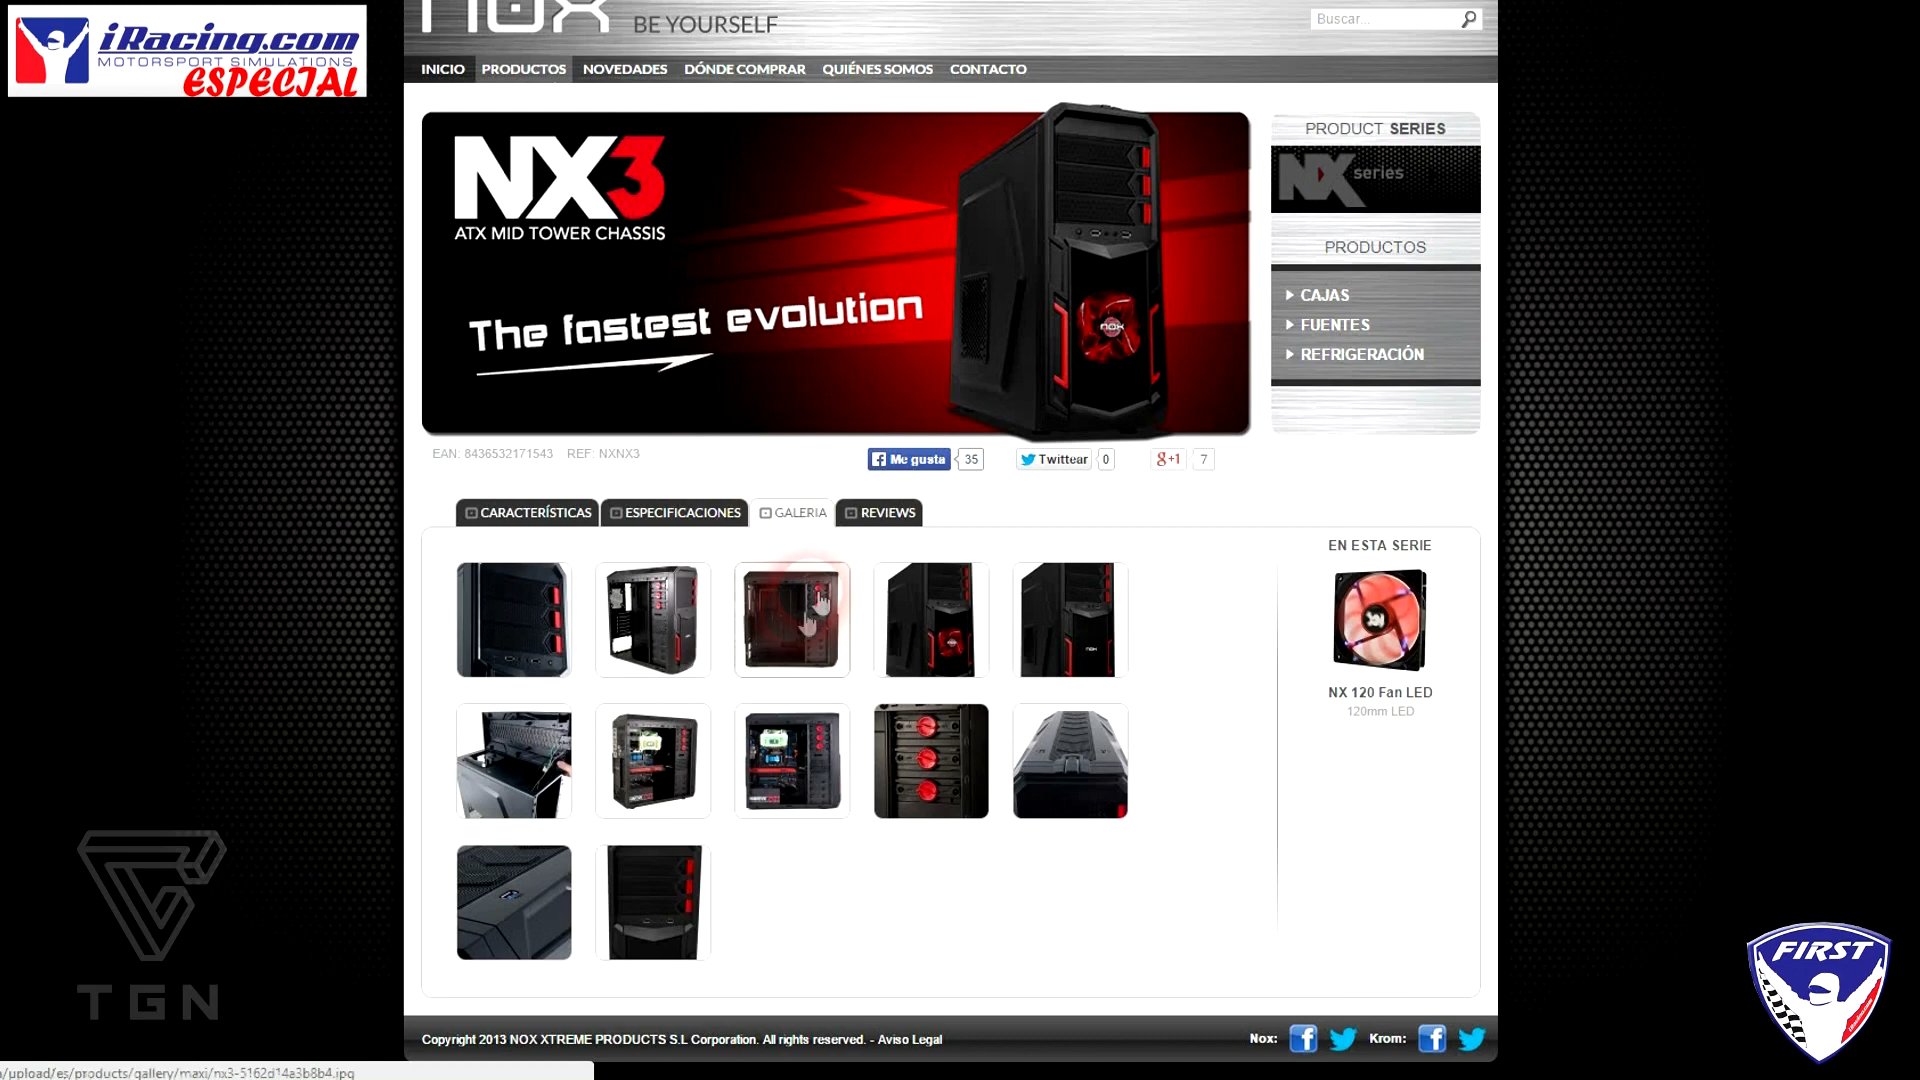 iRacing.com
MOTORSPORT SIMULATIONS
ESPECIAL
nox BE YOURSELF
Buscar...
INICIO PRODUCTOS NOVEDADES DÓNDE COMPRAR QUIÉNES SOMOS CONTACTO
NX3
ATX MID TOWER CHASSIS
The fastest evolution
nox
PRODUCT SERIES
NX series
PRODUCTOS
CAJAS
FUENTES
REFRIGERACIÓN
EAN: 8436532171543 REF: NXNX3
Me gusta 35
Twittear 0
g+1 7
CARACTERÍSTICAS ESPECIFICACIONES GALERIA REVIEWS
EN ESTA SERIE
NX 120 Fan LED
120mm LED
TGN
FIRST
Copyright 2013 NOX XTREME PRODUCTS S.L Corporation. All rights reserved. - Aviso Legal
Nox: Krom:
/upload/es/products/gallery/maxi/nx3-5162d14a3b8b4.jpg